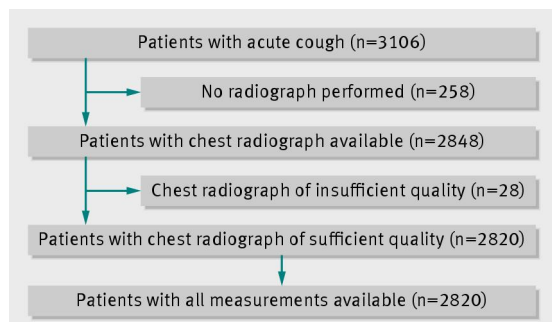 Patients with acute cough (n=3106)
No radiograph performed (n=258)
Patients with chest radiograph available (n=2848)
Chest radiograph of insufficient quality (n=28)
Patients with chest radiograph of sufficient quality (n=2820)
Patients with all measurements available (n=2820)